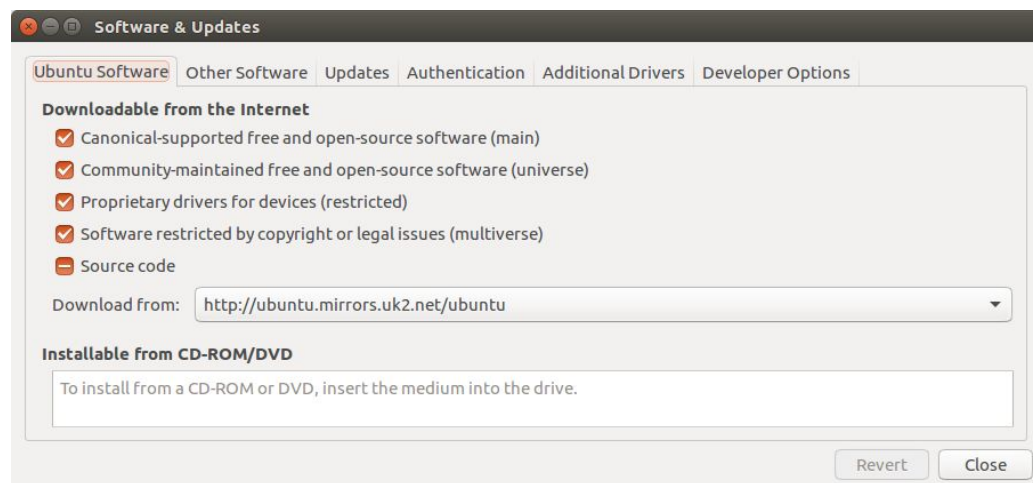 Software & Updates
Ubuntu Software Other Software Updates Authentication Additional Drivers Developer Options
Downloadable from the Internet
Canonical-supported free and open-source software (main)
Community-maintained free and open-source software (universe)
Proprietary drivers for devices (restricted)
Software restricted by copyright or legal issues (multiverse)
Source code
Download from: http://ubuntu.mirrors.uk2.net/ubuntu
Installable from CD-ROM/DVD
To install from a CD-ROM or DVD, insert the medium into the drive.
Revert Close